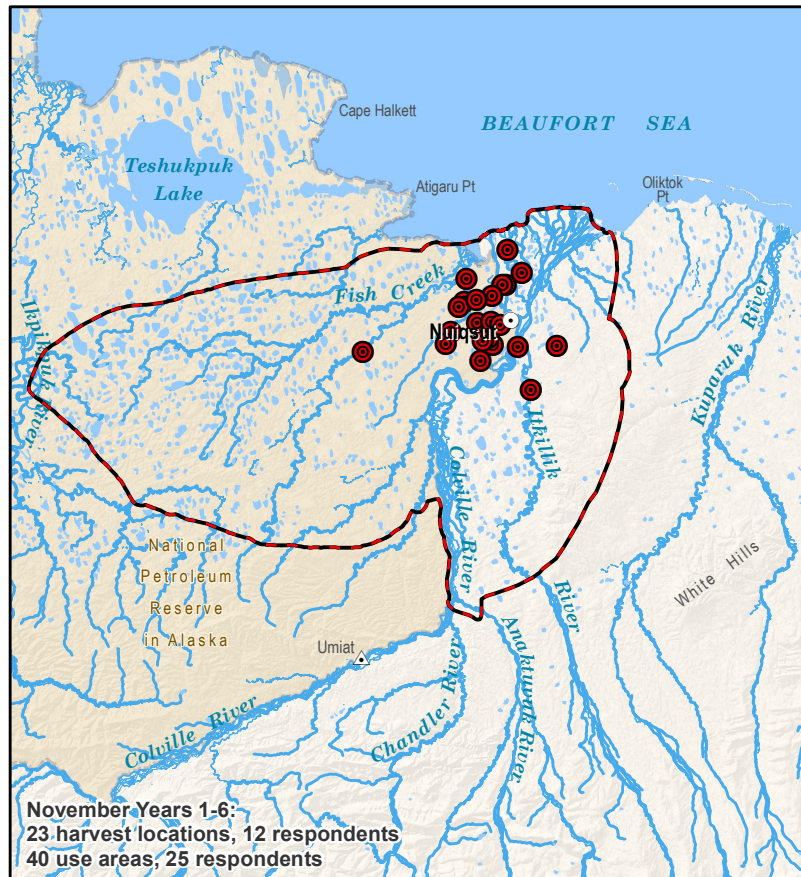 Cape Halkett
BEAUFORT SEA
Teshukpuk
Lake
Atigaru Pt
Oliktok
Pt
Fish Creek
Ikpikpuk River
Nuiqsut
Kuparuk River
Itkillik
River
Colville River
National
Petroleum
Reserve
in Alaska
White Hills
Umiat
Anaktuvuk River
Chandler River
Colville River
November Years 1-6:
23 harvest locations, 12 respondents
40 use areas, 25 respondents